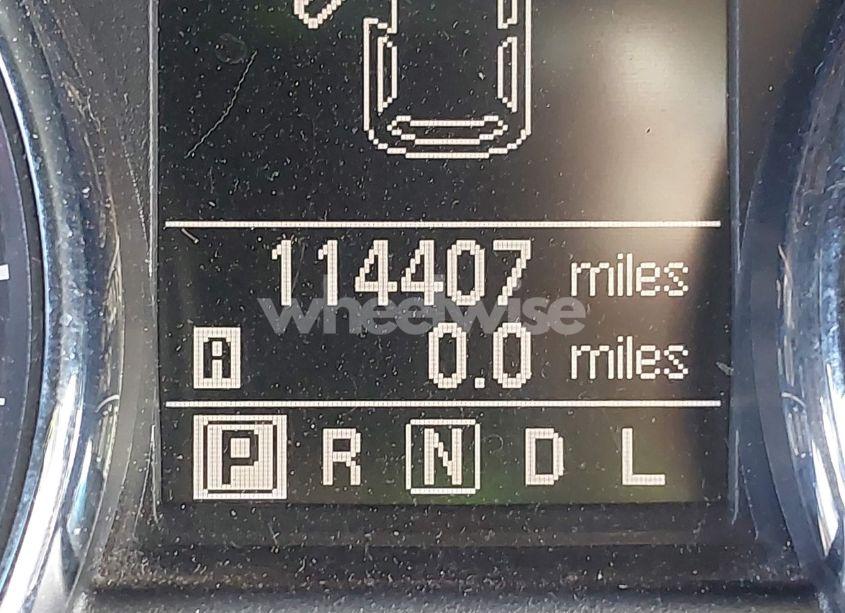 114407 miles
wheelwise
A 0.0 miles
P R N D L